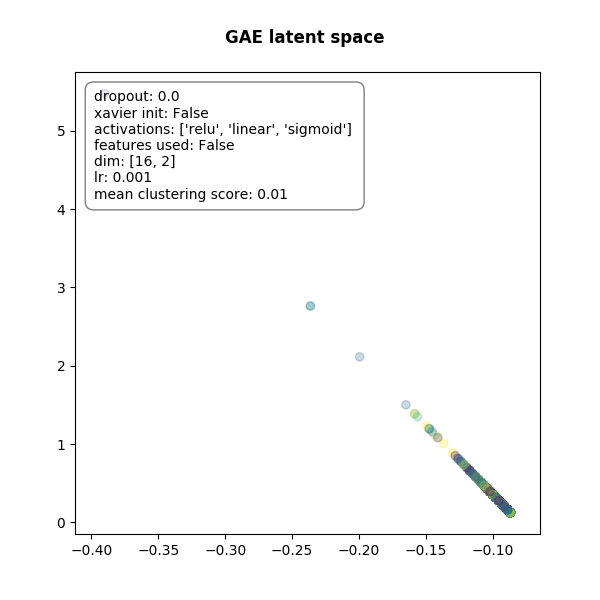 GAE latent space
dropout: 0.0
xavier init: False
activations: ['relu', 'linear', 'sigmoid']
features used: False
dim: [16, 2]
lr: 0.001
mean clustering score: 0.01
5
4
3
2
1
0
−0.40 −0.35 −0.30 −0.25 −0.20 −0.15 −0.10